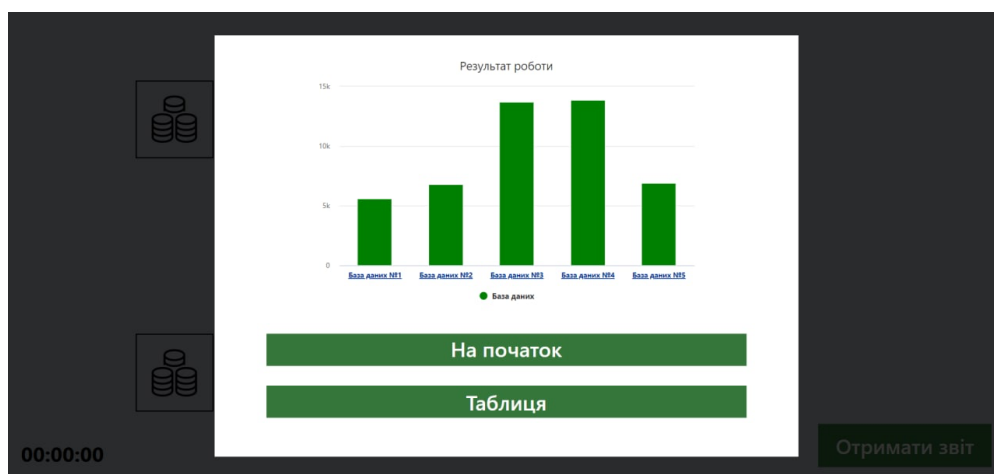 Результат роботи
15k
10k
5k
0
База даних №1 База даних №2 База даних №3 База даних №4 База даних №5
База даних
На початок
Таблиця
00:00:00
Отримати звіт